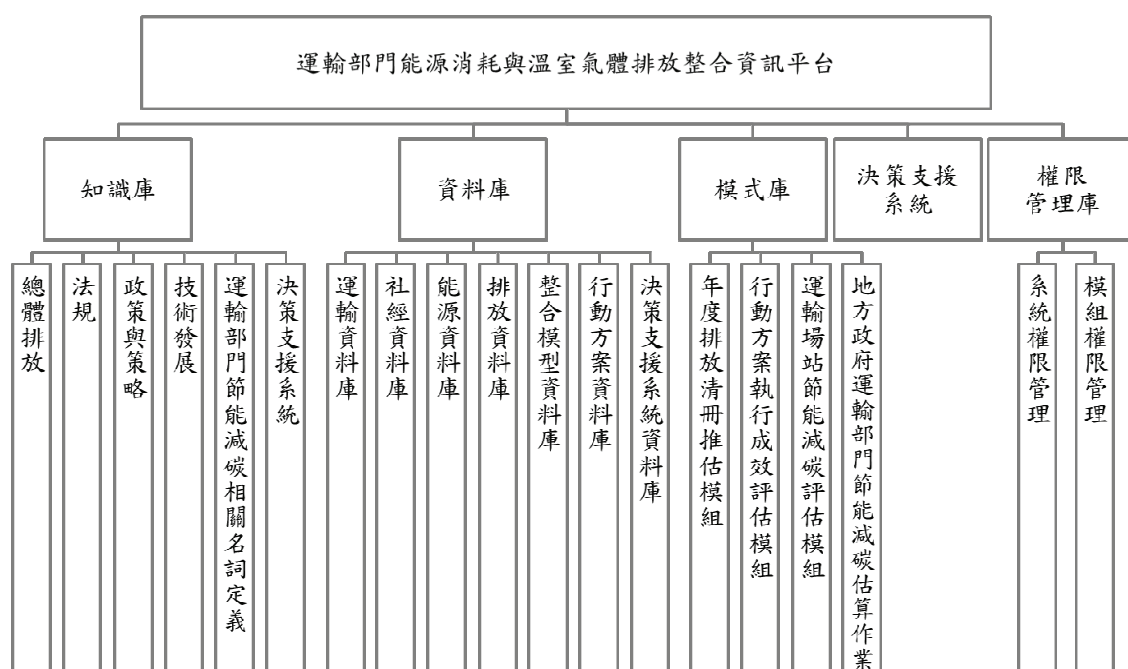 運輸部門能源消耗與溫室氣體排放整合資訊平台
知識庫
資料庫
模式庫
決策支援
系統
權限
管理庫
總體排放
法規
政策與策略
技術發展
運輸部門節能減碳相關名詞定義
決策支援系統
運輸資料庫
社經資料庫
能源資料庫
排放資料庫
整合模型資料庫
行動方案資料庫
決策支援系統資料庫
年度排放清冊推估模組
行動方案執行成效評估模組
運輸場站節能減碳評估模組
地方政府運輸部門節能減碳估算作業
系統權限管理
模組權限管理